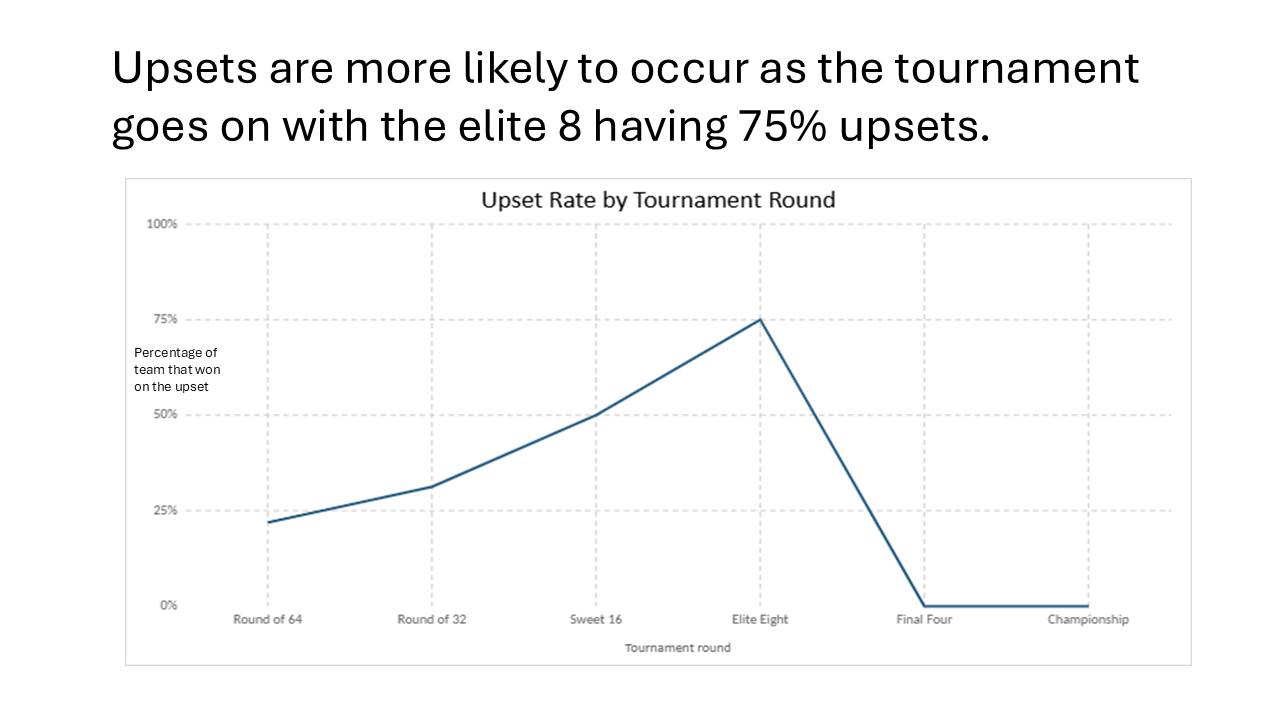 Upsets are more likely to occur as the tournament
goes on with the elite 8 having 75% upsets.
Upset Rate by Tournament Round
100%
75%
Percentage of
team that won
on the upset
50%
25%
0%
Round of 64 Round of 32 Sweet 16 Elite Eight Final Four Championship
Tournament round